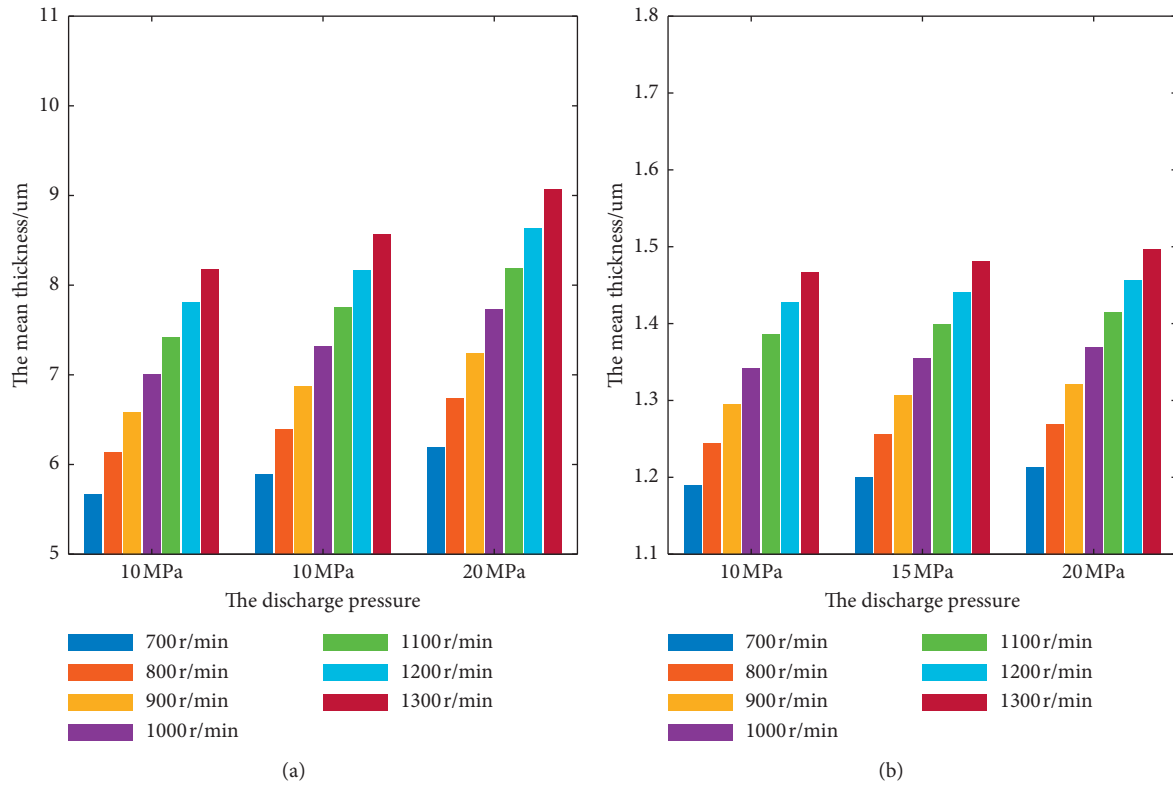 11
10
9
8
7
6
5
The mean thickness/um
10 MPa 10 MPa 20 MPa
The discharge pressure
700 r/min 1100 r/min
800 r/min 1200 r/min
900 r/min 1300 r/min
1000 r/min
(a)
1.8
1.7
1.6
1.5
1.4
1.3
1.2
1.1
The mean thickness/um
10 MPa 15 MPa 20 MPa
The discharge pressure
700 r/min 1100 r/min
800 r/min 1200 r/min
900 r/min 1300 r/min
1000 r/min
(b)